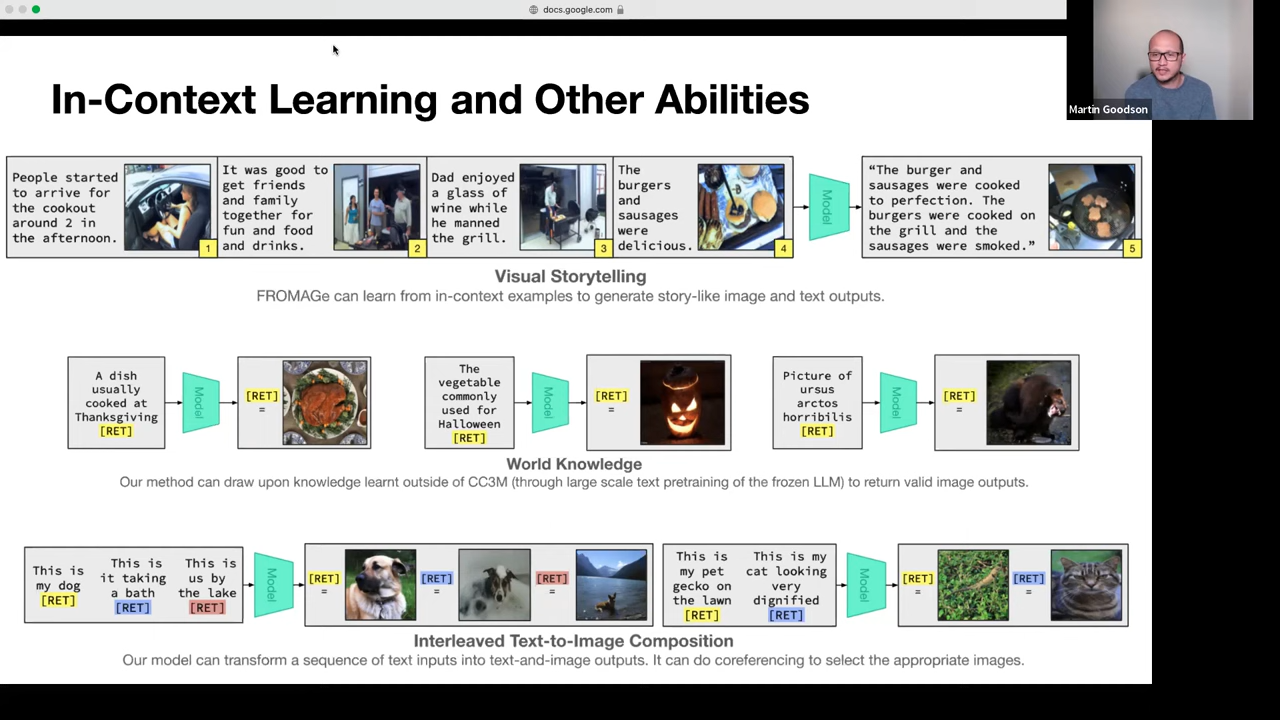 docs.google.com
Martin Goodson
In-Context Learning and Other Abilities
People started
to arrive for
the cookout
around 2 in
the afternoon.
1
It was good to
get friends
and family
together for
fun and food
and drinks.
2
Dad enjoyed
a glass of
wine while
he manned
the grill.
3
The
burgers
and
sausages
were
delicious.
4
Model
“The burger and
sausages were cooked
to perfection. The
burgers were cooked on
the grill and the
sausages were smoked.”
5
Visual Storytelling
FROMAGe can learn from in-context examples to generate story-like image and text outputs.
A dish
usually
cooked at
Thanksgiving
[RET]
Model
[RET]
=
The
vegetable
commonly
used for
Halloween
[RET]
Model
[RET]
=
Picture of
ursus
arctos
horribilis
[RET]
Model
[RET]
=
World Knowledge
Our method can draw upon knowledge learnt outside of CC3M (through large scale text pretraining of the frozen LLM) to return valid image outputs.
This is
my dog
[RET]
This is
it taking
a bath
[RET]
This is
us by
the lake
[RET]
Model
[RET]
=
[RET]
=
[RET]
=
This is
my pet
gecko on
the lawn
[RET]
This is my
cat looking
very
dignified
[RET]
Model
[RET]
=
[RET]
=
Interleaved Text-to-Image Composition
Our model can transform a sequence of text inputs into text-and-image outputs. It can do coreferencing to select the appropriate images.